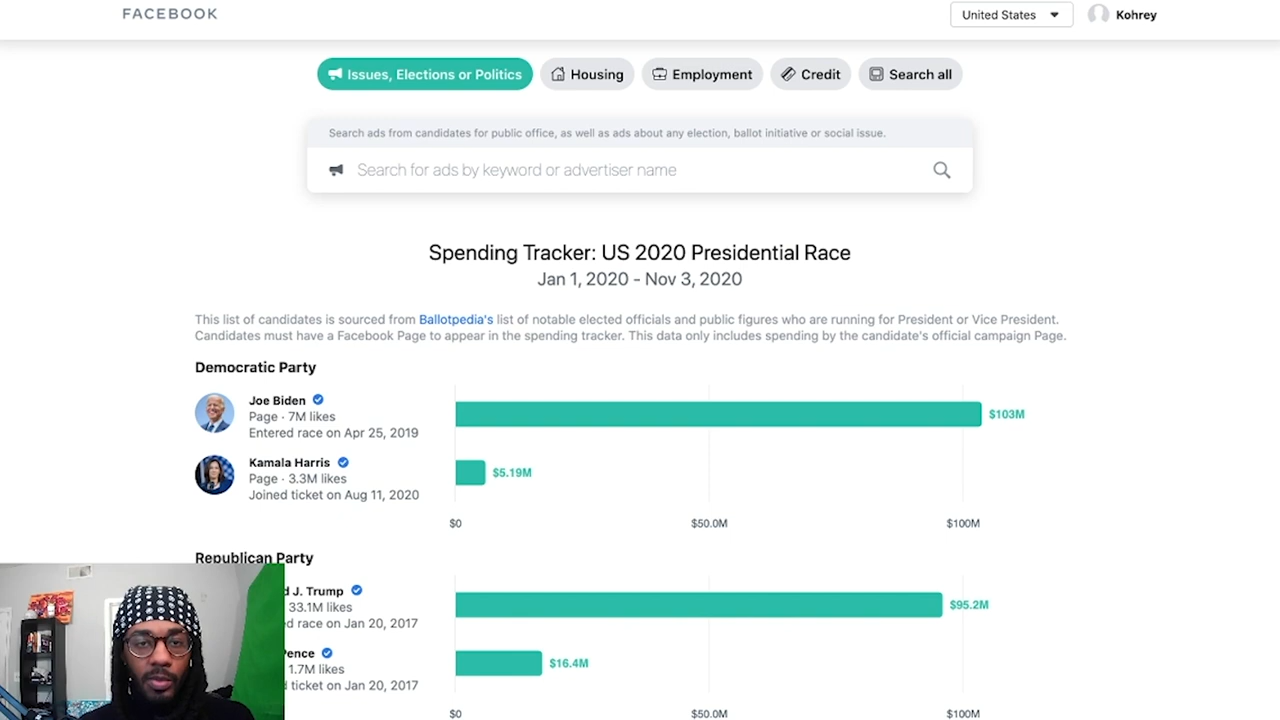 FACEBOOK
United States
Kohrey
Issues, Elections or Politics
Housing
Employment
Credit
Search all
Search ads from candidates for public office, as well as ads about any election, ballot initiative or social issue.
Search for ads by keyword or advertiser name
Spending Tracker: US 2020 Presidential Race
Jan 1, 2020 - Nov 3, 2020
This list of candidates is sourced from Ballotpedia's list of notable elected officials and public figures who are running for President or Vice President.
Candidates must have a Facebook Page to appear in the spending tracker. This data only includes spending by the candidate's official campaign Page.
Democratic Party
Joe Biden
Page · 7M likes
Entered race on Apr 25, 2019
$103M
Kamala Harris
Page · 3.3M likes
Joined ticket on Aug 11, 2020
$5.19M
$0 $50.0M $100M
Republican Party
d J. Trump
33.1M likes
d race on Jan 20, 2017
$95.2M
Pence
1.7M likes
d ticket on Jan 20, 2017
$16.4M
$0 $50.0M $100M